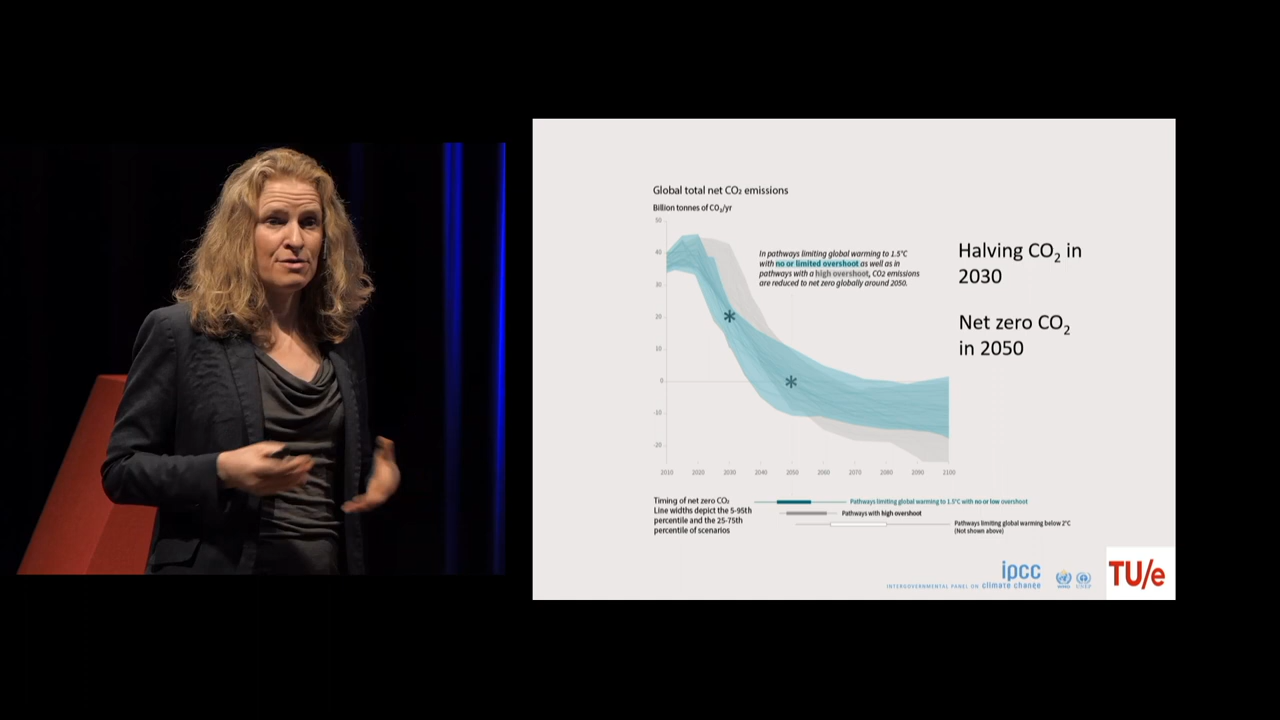 Global total net CO₂ emissions
Billion tonnes of CO₂/yr
50
40
30
20
10
0
-10
-20
2010 2020 2030 2040 2050 2060 2070 2080 2090 2100
In pathways limiting global warming to 1.5°C
with no or limited overshoot as well as in
pathways with a high overshoot, CO2 emissions
are reduced to net zero globally around 2050.
*
*
Halving CO₂ in
2030
Net zero CO₂
in 2050
Timing of net zero CO₂
Line widths depict the 5-95th
percentile and the 25-75th
percentile of scenarios
Pathways limiting global warming to 1.5°C with no or low overshoot
Pathways with high overshoot
Pathways limiting global warming below 2°C
(Not shown above)
ipcc
INTERGOVERNMENTAL PANEL ON climate change
WMO
UNEP
TU/e